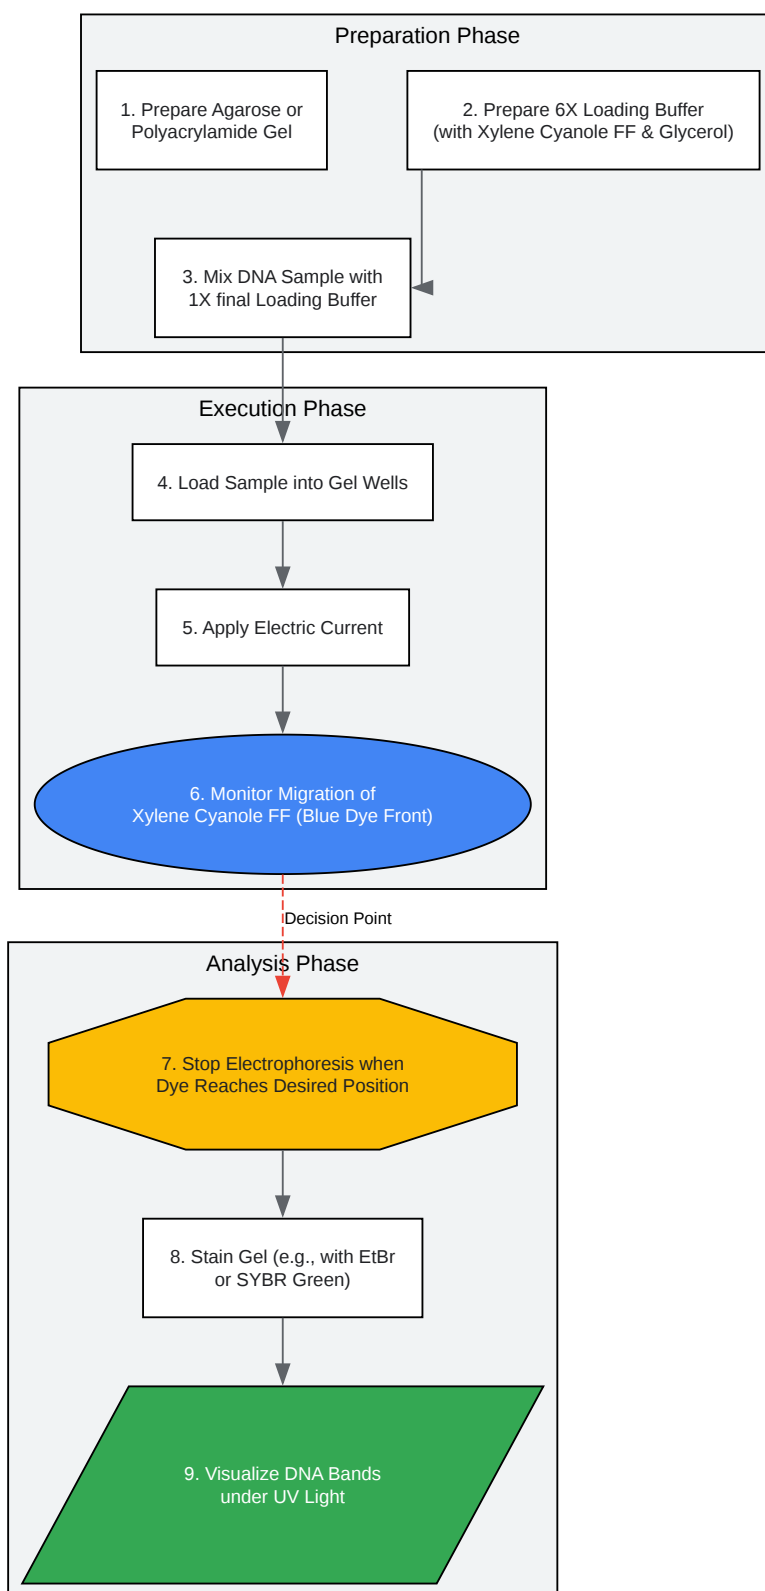 Preparation Phase
1. Prepare Agarose or
Polyacrylamide Gel
2. Prepare 6X Loading Buffer
(with Xylene Cyanole FF & Glycerol)
3. Mix DNA Sample with
1X final Loading Buffer
Execution Phase
4. Load Sample into Gel Wells
5. Apply Electric Current
6. Monitor Migration of
Xylene Cyanole FF (Blue Dye Front)
Decision Point
Analysis Phase
7. Stop Electrophoresis when
Dye Reaches Desired Position
8. Stain Gel (e.g., with EtBr
or SYBR Green)
9. Visualize DNA Bands
under UV Light